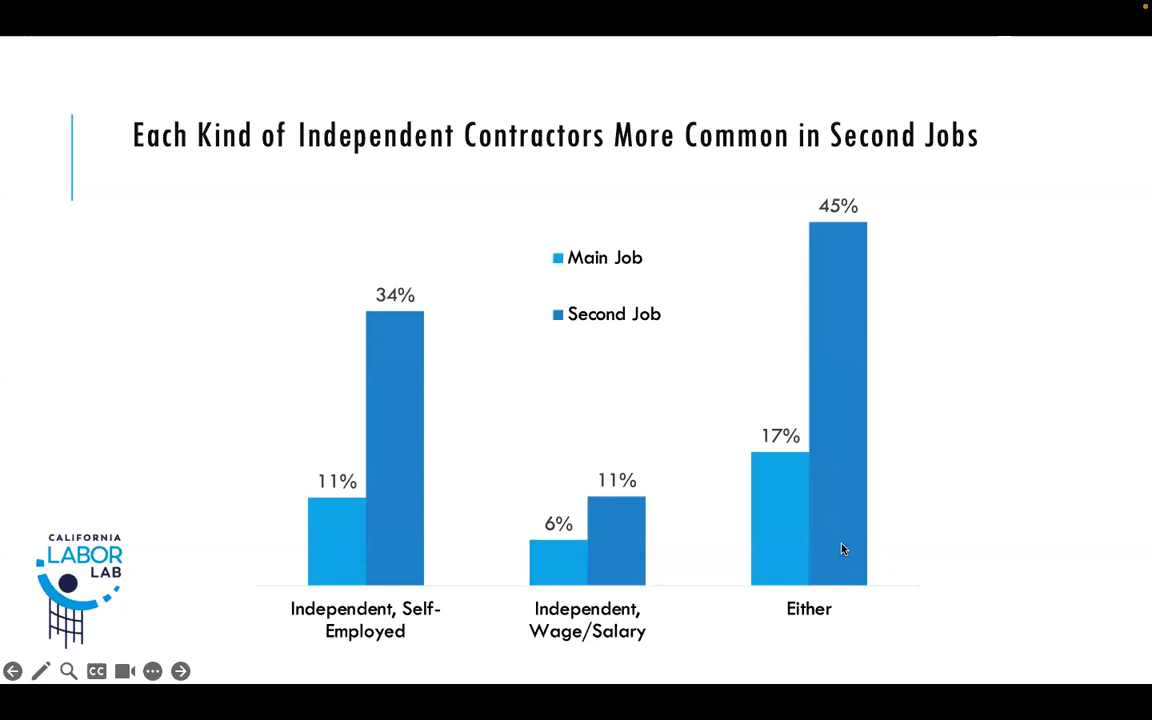 Each Kind of Independent Contractors More Common in Second Jobs
45%
Main Job
34%
Second Job
17%
11%
11%
6%
CALIFORNIA
LABOR
LAB
Independent, Self-
Employed
Independent,
Wage/Salary
Either
CC